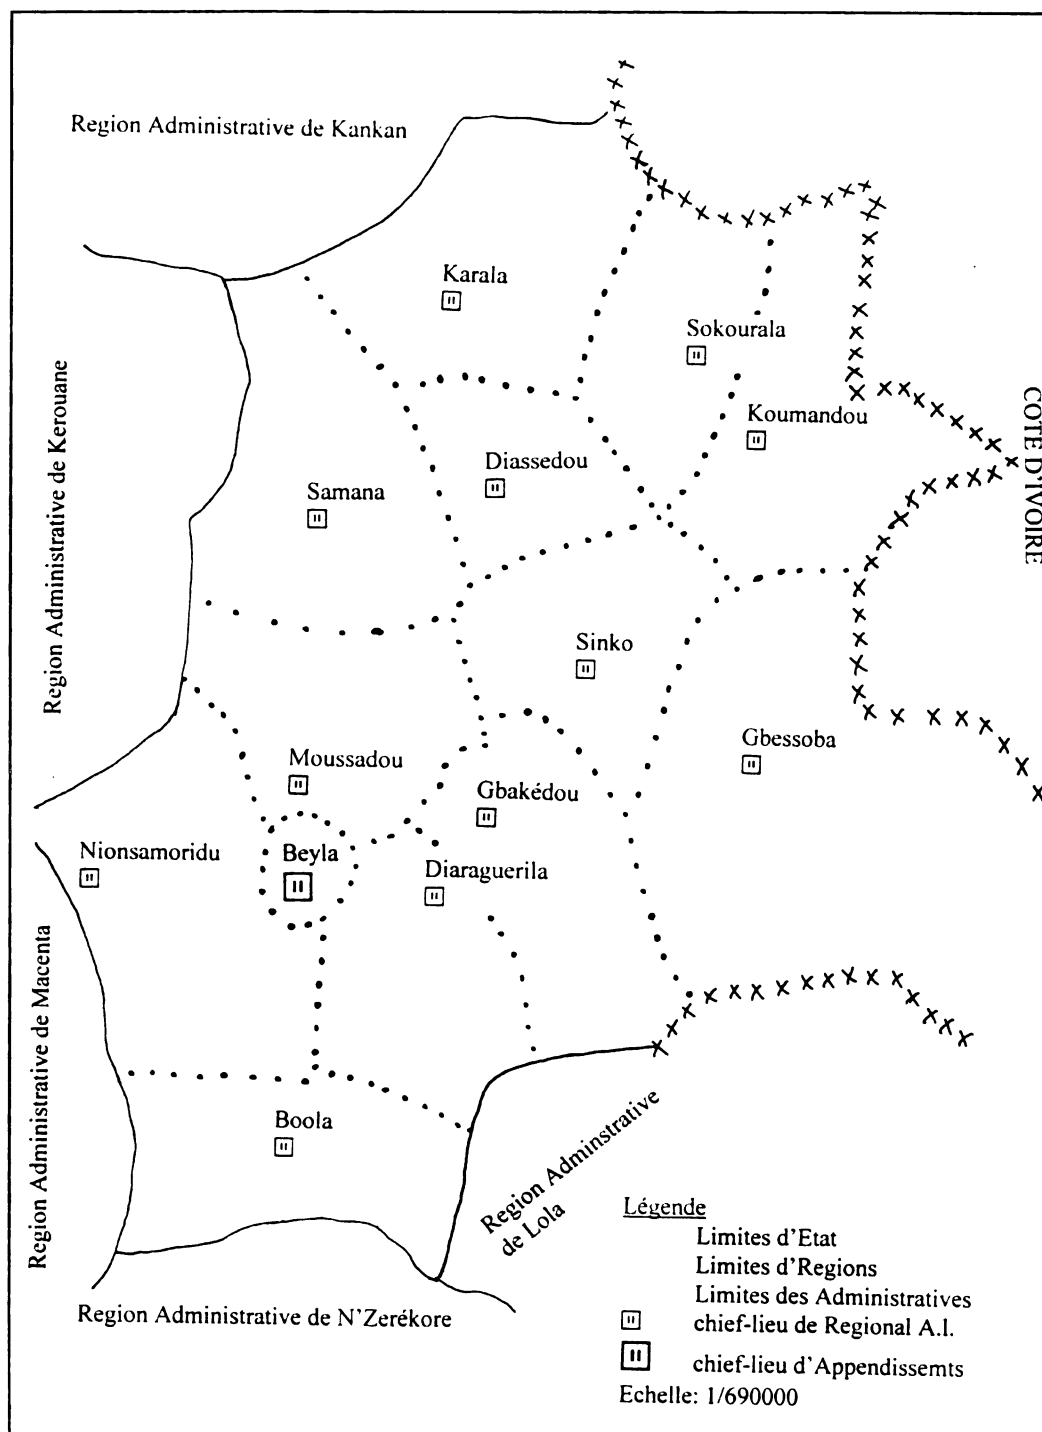 Region Administrative de Kankan
Karala
Sokourala
Region Administrative de Kerouane
COTE D'IVOIRE
Koumandou
Diassedou
Samana
Sinko
Gbessoba
Moussadou
Gbakédou
Nionsamoridu
Beyla
Diaraguerila
Region Administrative de Macenta
Boola
Region Adminstrative
de Lola
Region Administrative de N'Zerékore
Légende
Limites d'Etat
Limites d'Regions
Limites des Administratives
chief-lieu de Regional A.l.
chief-lieu d'Appendissemts
Echelle: 1/690000